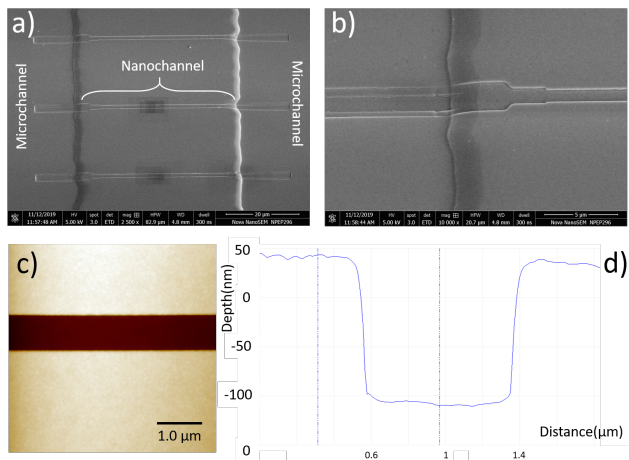 a)
Nanochannel
Microchannel
Microchannel
11/12/2019 HV spot det mag HFW WD dwell 20 µm
11:57:48 AM 5.00 kV 3.0 ETD 2 500 x 82.9 µm 4.8 mm 300 ns Nova NanoSEM NPEP296
b)
11/12/2019 HV spot det mag HFW WD dwell 5 µm
11:58:44 AM 5.00 kV 3.0 ETD 10 000 x 20.7 µm 4.8 mm 300 ns Nova NanoSEM NPEP296
c)
1.0 µm
d)
Depth(nm)
50
0
-50
-100
0
0.6
1
1.4
Distance(µm)